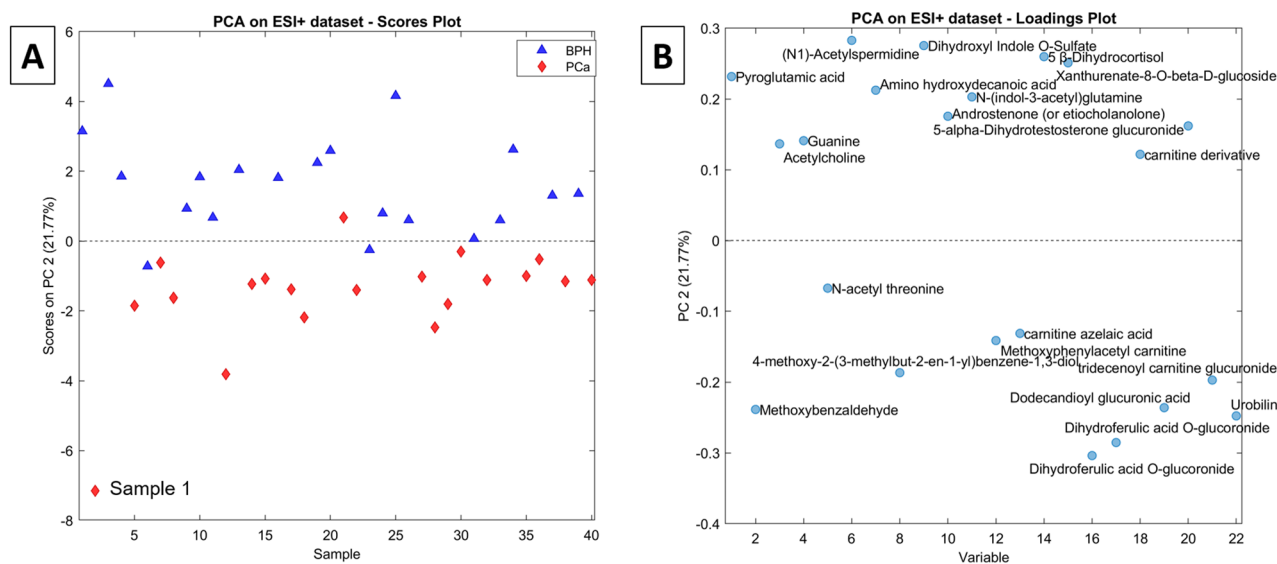 A
PCA on ESI+ dataset - Scores Plot
BPH
PCa
6
4
2
0
-2
-4
-6
-8
Scores on PC 2 (21.77%)
Sample 1
5
10
15
20
25
30
35
40
Sample
B
PCA on ESI+ dataset - Loadings Plot
0.3
0.2
0.1
0
-0.1
-0.2
-0.3
-0.4
PC 2 (21.77%)
(N1)-Acetylspermidine
Dihydroxyl Indole O-Sulfate
5 β-Dihydrocortisol
Pyroglutamic acid
Xanthurenate-8-O-beta-D-glucoside
Amino hydroxydecanoic acid
N-(indol-3-acetyl)glutamine
Androstenone (or etiocholanolone)
5-alpha-Dihydrotestosterone glucuronide
Guanine
Acetylcholine
carnitine derivative
N-acetyl threonine
carnitine azelaic acid
Methoxyphenylacetyl carnitine
4-methoxy-2-(3-methylbut-2-en-1-yl)benzene-1,3-diol
tridecenoyl carnitine glucuronide
Dodecandioyl glucuronic acid
Urobilin
Methoxybenzaldehyde
Dihydroferulic acid O-glucoronide
Dihydroferulic acid O-glucoronide
2
4
6
8
10
12
14
16
18
20
22
Variable